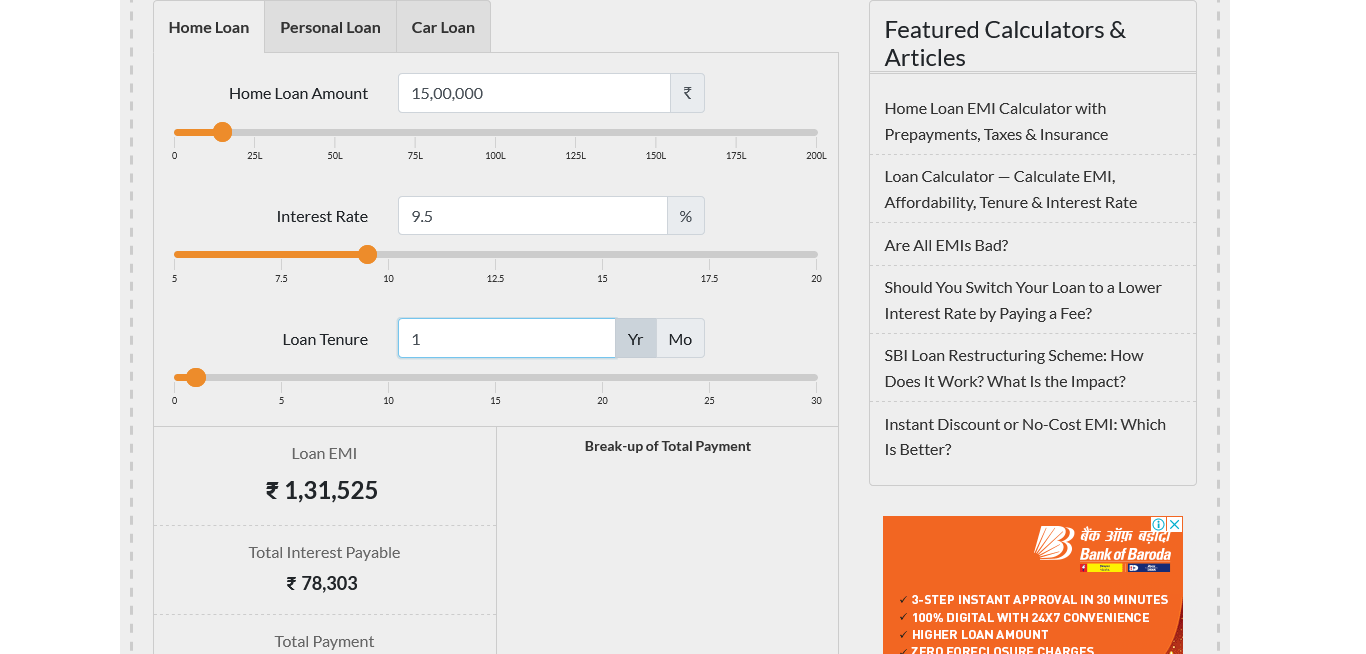 Home Loan
Personal Loan
Car Loan
Home Loan Amount
15,00,000
₹
0 25L 50L 75L 100L 125L 150L 175L 200L
Interest Rate
9.5
%
5 7.5 10 12.5 15 17.5 20
Loan Tenure
1
Yr
Mo
0 5 10 15 20 25 30
Loan EMI
₹ 1,31,525
Total Interest Payable
₹ 78,303
Total Payment
Break-up of Total Payment
Featured Calculators &
Articles
Home Loan EMI Calculator with
Prepayments, Taxes & Insurance
Loan Calculator — Calculate EMI,
Affordability, Tenure & Interest Rate
Are All EMIs Bad?
Should You Switch Your Loan to a Lower
Interest Rate by Paying a Fee?
SBI Loan Restructuring Scheme: How
Does It Work? What Is the Impact?
Instant Discount or No-Cost EMI: Which
Is Better?
बैंक ऑफ़ बड़ौदा
Bank of Baroda
✓ 3-STEP INSTANT APPROVAL IN 30 MINUTES
✓ 100% DIGITAL WITH 24X7 CONVENIENCE
✓ HIGHER LOAN AMOUNT
✓ ZERO FORECLOSURE CHARGES